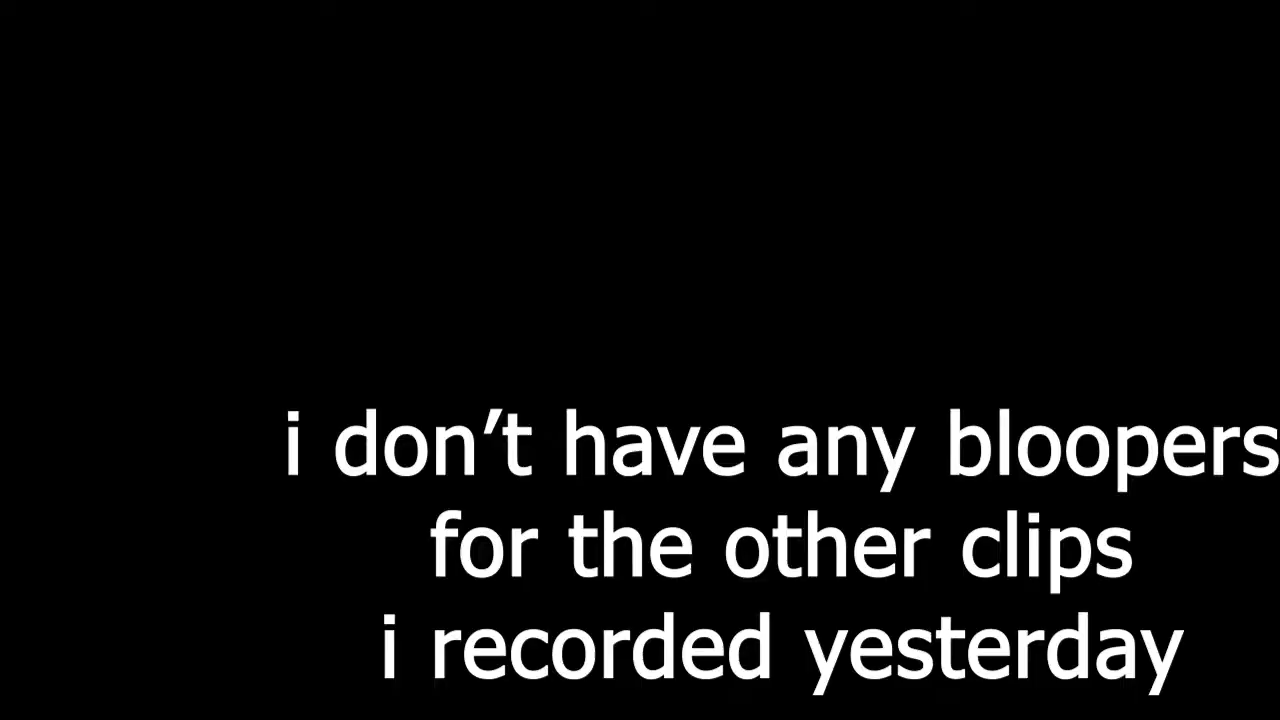 i don’t have any bloopers
for the other clips
i recorded yesterday